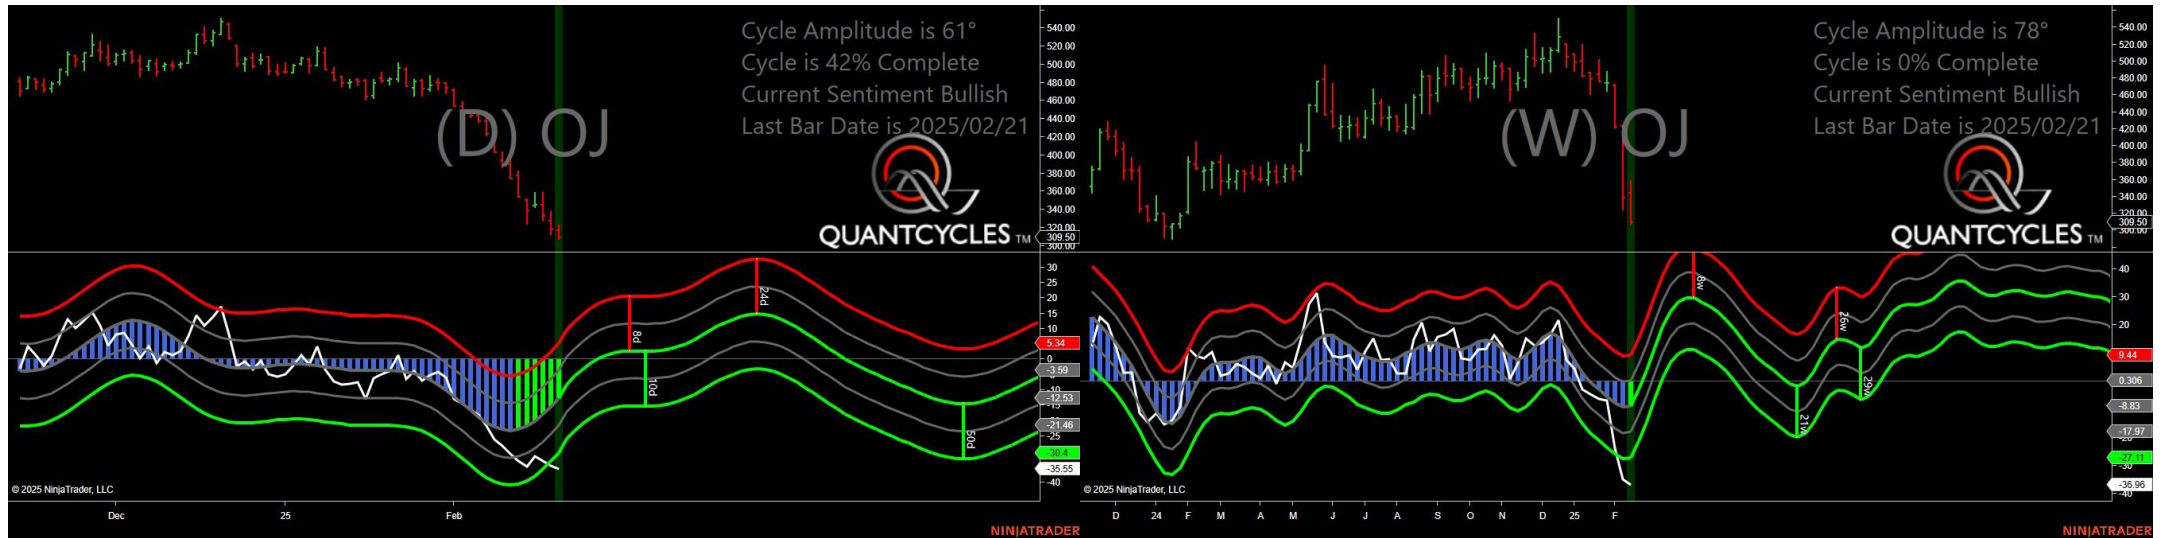 Cycle Amplitude is 61°
Cycle is 42% Complete
Current Sentiment Bullish
Last Bar Date is 2025/02/21
(D) OJ
QUANTCYCLES TM
540.00
520.00
500.00
480.00
460.00
440.00
420.00
400.00
380.00
360.00
340.00
320.00
309.50
300.00
30
25
20
15
10
5.34
0
-3.59
-10
-12.53
-15
-21.46
-25
-30.4
-35.55
-40
8d
10d
24d
50d
© 2025 NinjaTrader, LLC
Dec 25 Feb
NINJATRADER
Cycle Amplitude is 78°
Cycle is 0% Complete
Current Sentiment Bullish
Last Bar Date is 2025/02/21
(W) OJ
QUANTCYCLES TM
540.00
520.00
500.00
480.00
460.00
440.00
420.00
400.00
380.00
360.00
340.00
320.00
309.50
300.00
40
30
20
9.44
0.306
-8.83
-17.97
-27.11
-30
-36.96
-40
8w
21w
26w
29w
© 2025 NinjaTrader, LLC
D 24 F M A M J J A S O N D 25 F
NINJATRADER